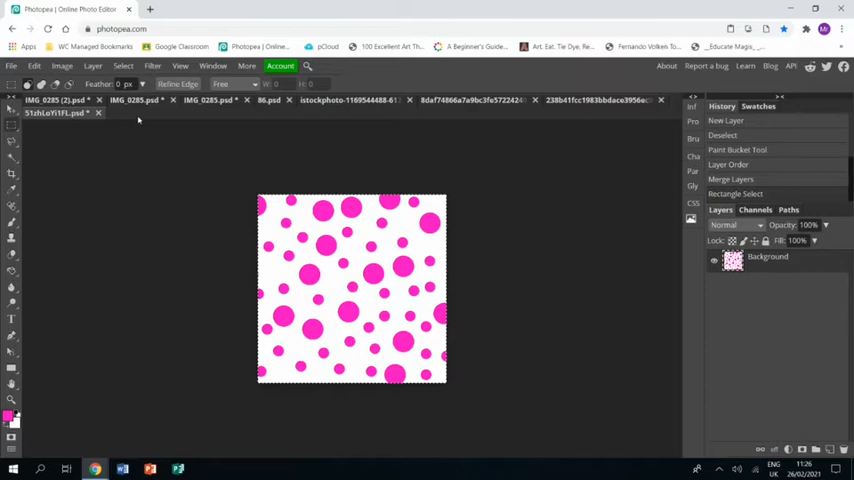 Photopea | Online Photo Editor
photopea.com
Apps WC Managed Bookmarks Google Classroom Photopea | Onlin... pCloud 100 Excellent Art Th... A Beginner's Guide... Art. Eat. Tie Dye. Re... Fernando Volken To... _Educate Magis_ ...
File Edit Image Layer Select Filter View Window More Account About Report a bug Learn Blog API
Feather: 0 px Refine Edge Free W: 0 H: 0
IMG_0285 (2).psd * IMG_0285.psd * IMG_0285.psd * 86.psd istockphoto-1169544488-61
51zhLoYi1FL.psd *
Inf
Pro
Bru
Cha
Par
Gly
CSS
History Swatches
New Layer
Deselect
Paint Bucket Tool
Layer Order
Merge Layers
Rectangle Select
Layers Channels Paths
Normal Opacity: 100%
Lock: Fill: 100%
Background
eff
ENG
UK
11:26
26/02/2021